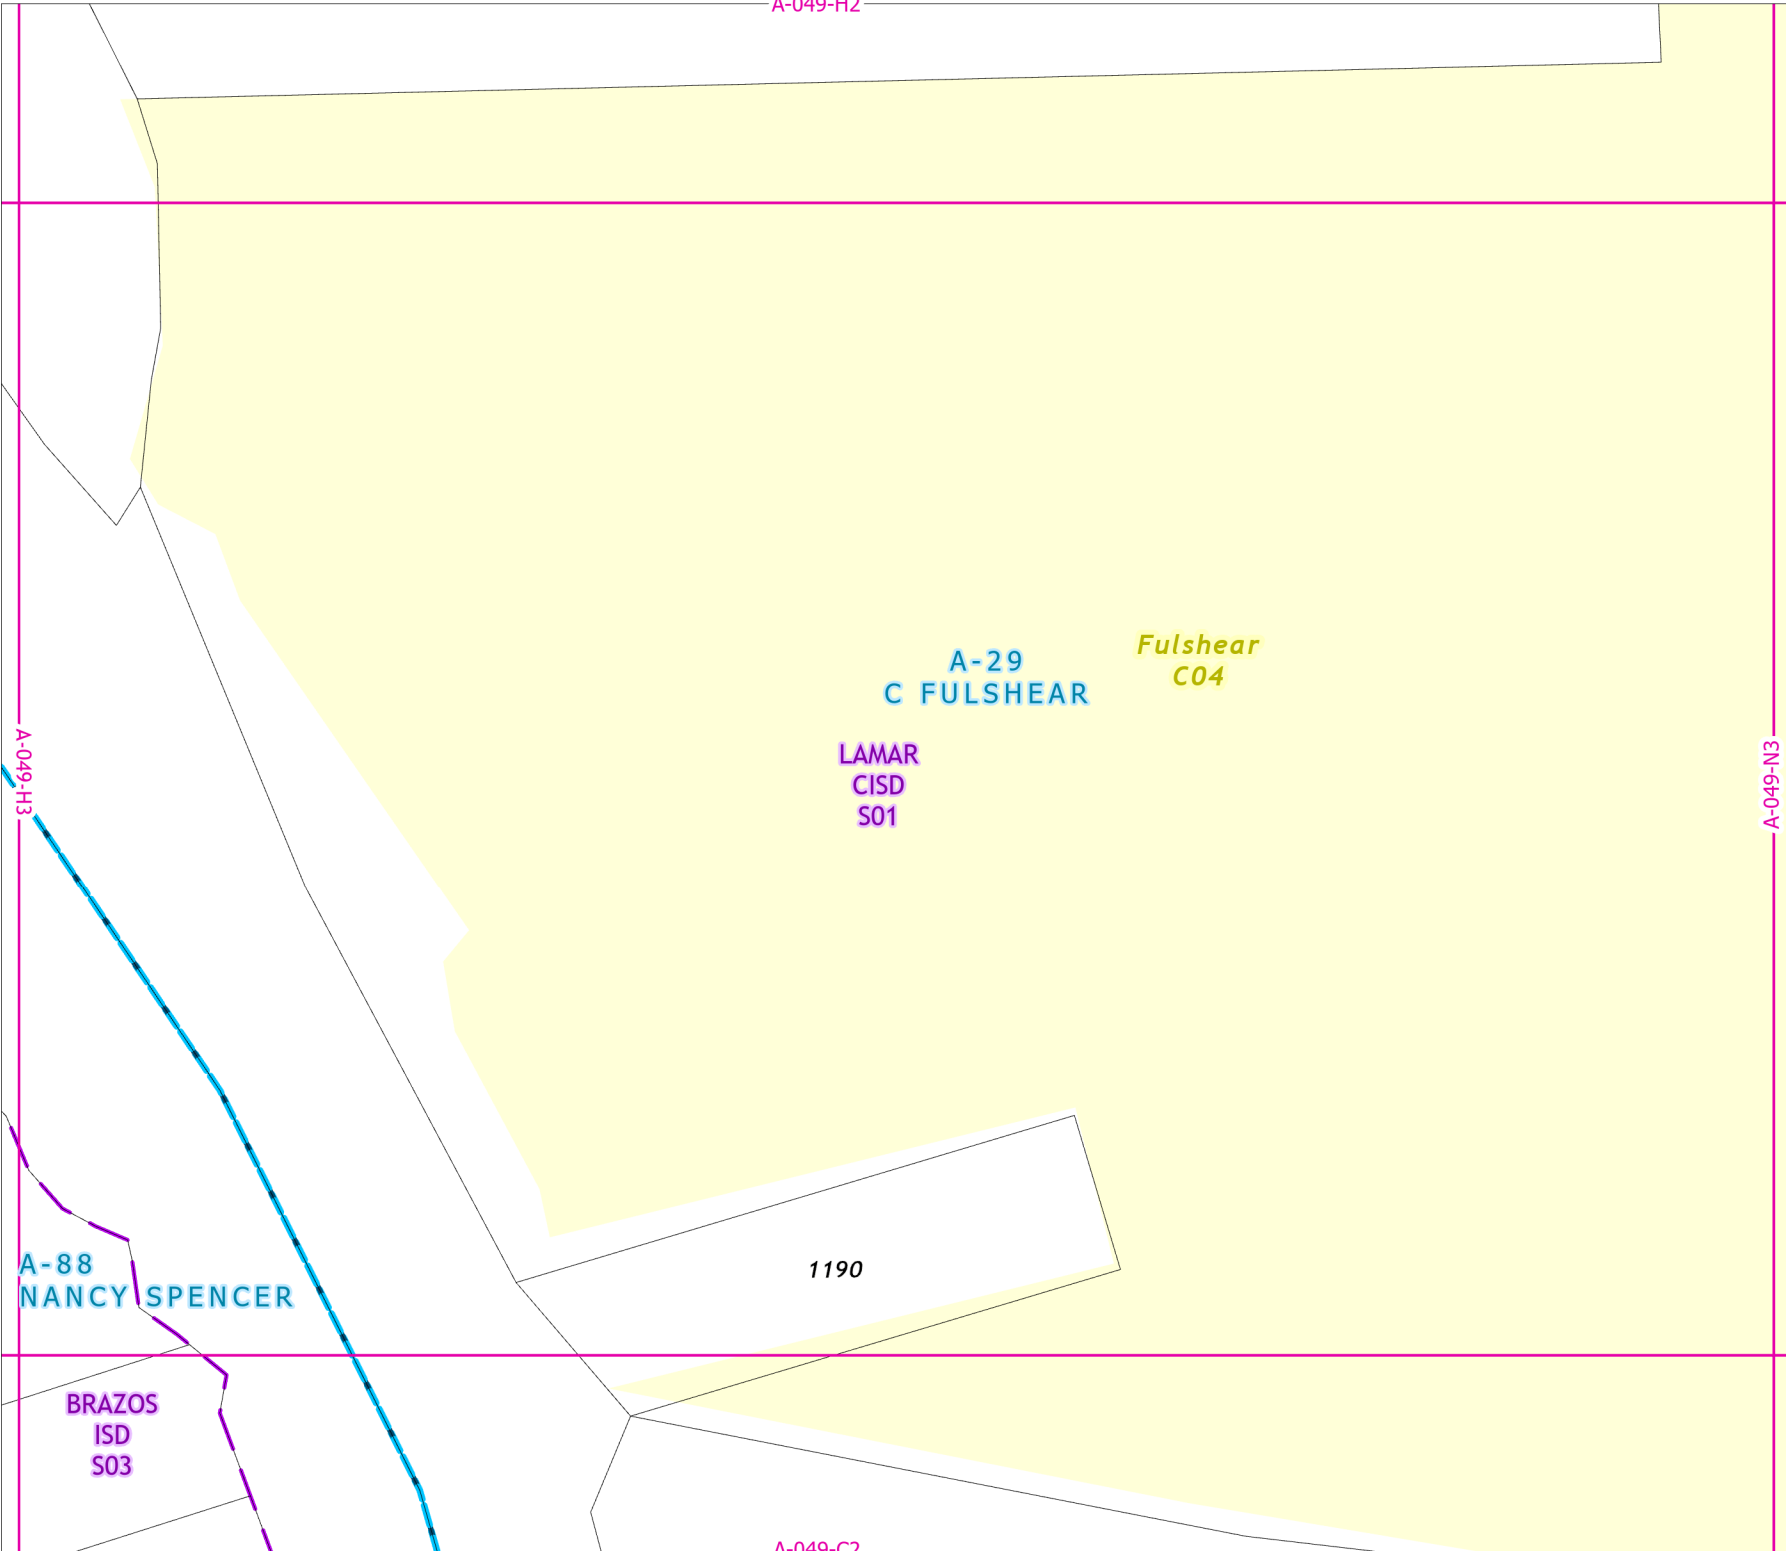 A-049-H2
Fulshear
C04
A-29
C FULSHEAR
LAMAR
CISD
S01
A-049-H3
A-049-N3
A-88
NANCY SPENCER
1190
BRAZOS
ISD
S03
A-049-C2